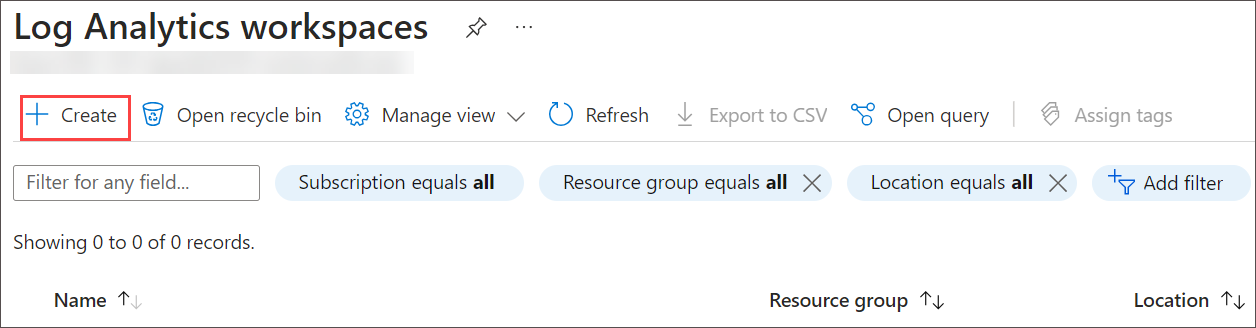 Log Analytics workspaces ...
Create Open recycle bin Manage view Refresh Export to CSV Open query Assign tags
Filter for any field... Subscription equals all Resource group equals all Location equals all Add filter
Showing 0 to 0 of 0 records.
Name Resource group Location